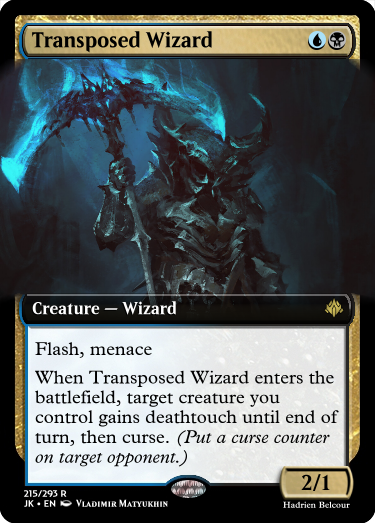 Transposed Wizard
Creature — Wizard
Flash, menace
When Transposed Wizard enters the
battlefield, target creature you
control gains deathtouch until end of
turn, then curse. (Put a curse counter
on target opponent.)
2/1
215/293 R
JK • EN Vladimir Matyukhin
Hadrien Belcour